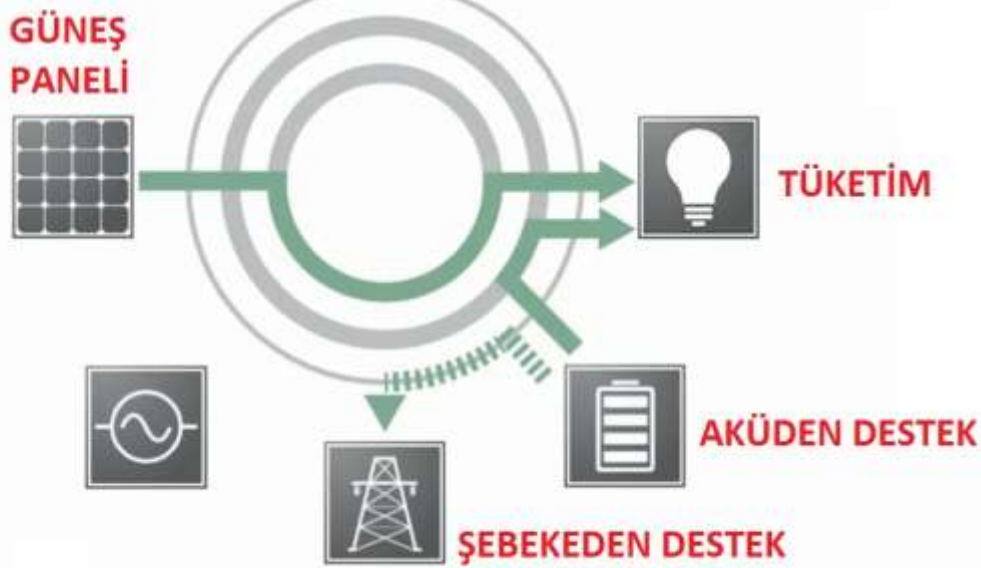 GÜNEŞ
PANELİ
TÜKETİM
AKÜDEN DESTEK
ŞEBEKEDEN DESTEK